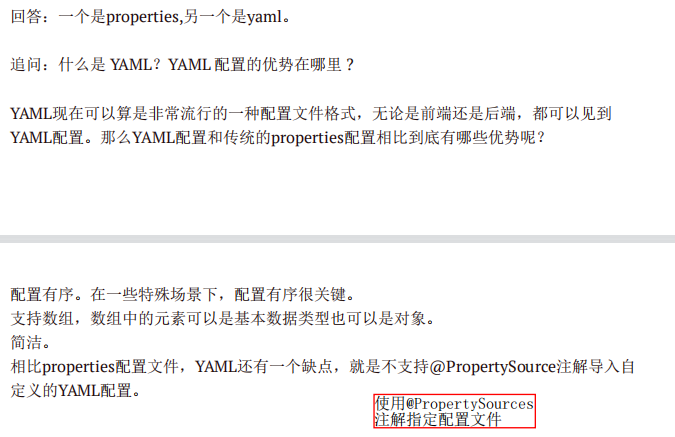 回答：一个是properties,另一个是yaml。
追问：什么是 YAML？YAML 配置的优势在哪里 ?
YAML现在可以算是非常流行的一种配置文件格式，无论是前端还是后端，都可以见到
YAML配置。那么YAML配置和传统的properties配置相比到底有哪些优势呢？
配置有序。在一些特殊场景下，配置有序很关键。
支持数组，数组中的元素可以是基本数据类型也可以是对象。
简洁。
相比properties配置文件，YAML还有一个缺点，就是不支持@PropertySource注解导入自
定义的YAML配置。
使用@PropertySources
注解指定配置文件